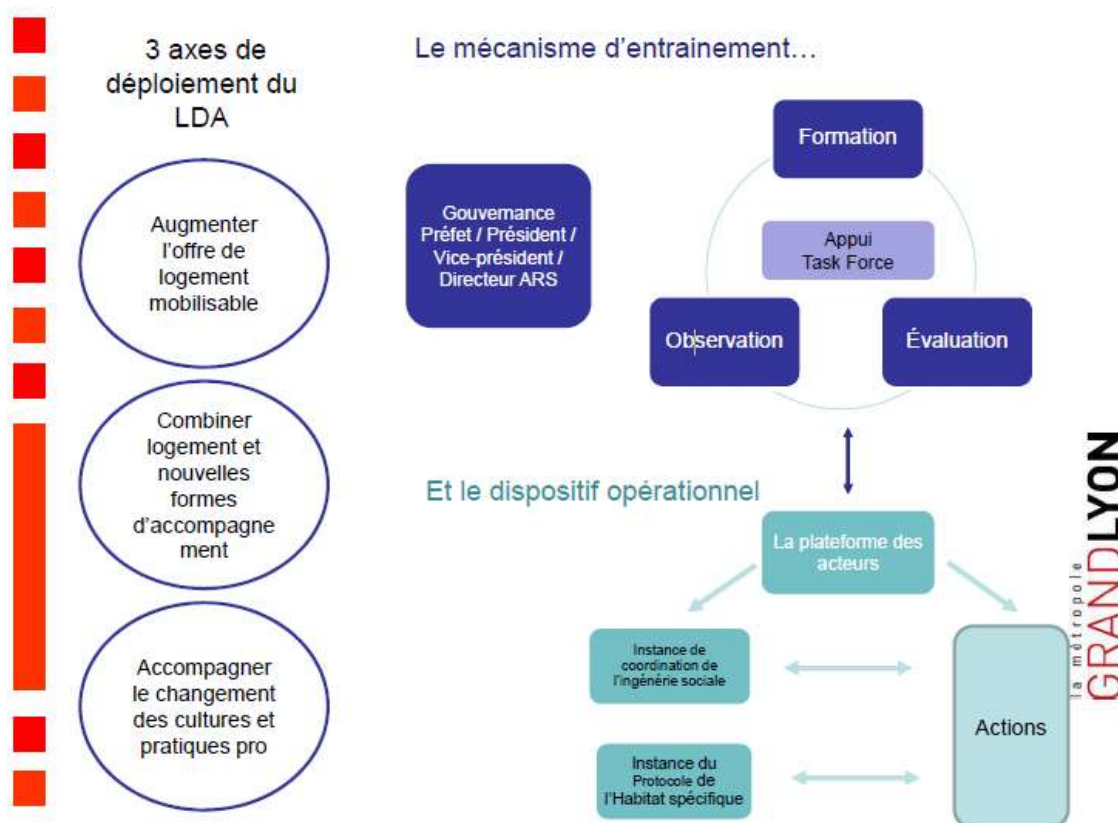 3 axes de
déploiement du
LDA
Augmenter
l'offre de
logement
mobilisable
Combiner
logement et
nouvelles
formes
d'accompagne
ment
Accompagner
le changement
des cultures et
pratiques pro
Le mécanisme d'entrainement…
Gouvernance
Préfet / Président /
Vice-président /
Directeur ARS
Formation
Appui
Task Force
Observation
Évaluation
Et le dispositif opérationnel
La plateforme des
acteurs
Instance de
coordination de
l'ingénérie sociale
Instance du
Protocole de
l'Habitat spécifique
Actions
la métropole
GRANDLYON